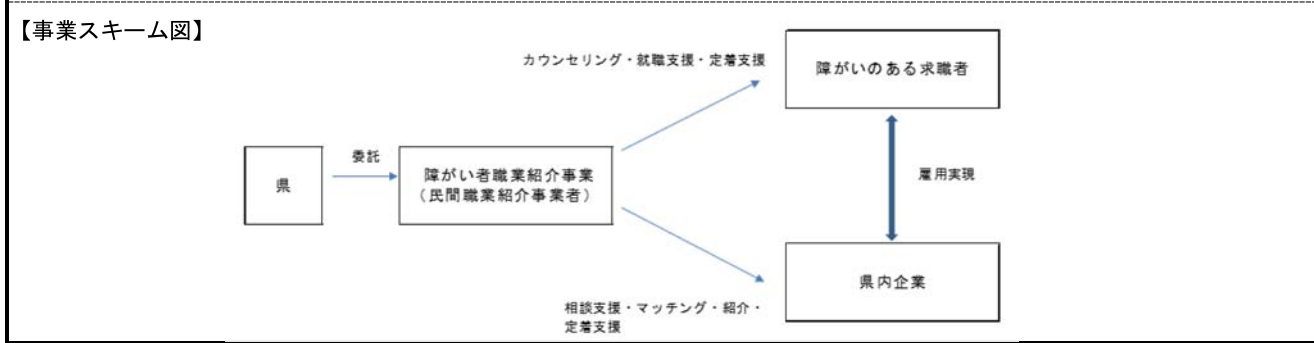 【事業スキーム図】
カウンセリング・就職支援・定着支援
障がいのある求職者
県
委託
障がい者職業紹介事業
（民間職業紹介事業者）
雇用実現
県内企業
相談支援・マッチング・紹介・
定着支援